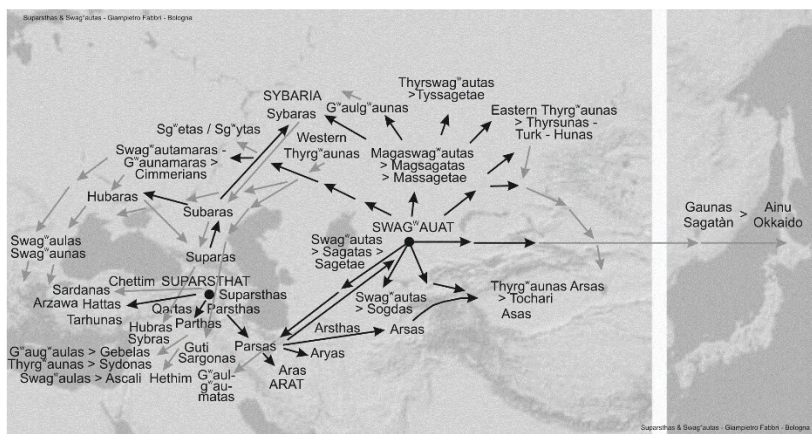 Suparsthas & Swagʷautas - Giampietro Fabbri - Bologna
Thyrswagʷautas
>Tyssagetae
SYBARIA
Sybaras
Gʷaulgʷaunas
Eastern Thyrgʷaunas
> Thyrsunas -
Turk - Hunas
Sgʷetas / Sgʷytas
Western
Thyrgʷaunas
Swagʷautamaras -
Gʷaunamaras >
Cimmerians
Magaswagʷautas
> Magsagatas
> Massagetae
Hubaras
Subaras
SWAGʷAUAT
Gaunas
Sagatàn
>
Ainu
Okkaido
Swagʷaulas
Swagʷaunas
Suparas
Swagʷautas
> Sagatas >
Sagetae
Chettim
SUPARSTHAT
Sardanas
Suparsthas
Arzawa
Hattas
Tarhunas
Qartas
Parsthas
Parthas
Swagʷautas
> Sogdas
Thyrgʷaunas Arsas
> Tochari
Asas
Hubras
Sybras
Arsthas
Arsas
Guti
Sargonas
Parsas
Aryas
Gʷaugʷaulas > Gebelas
Thyrgʷaunas > Sydonas
Swagʷaulas > Ascali
Hethim
Gʷaul-
gʷau-
matas
Aras
ARAT
Suparsthas & Swagʷautas - Giampietro Fabbri - Bologna